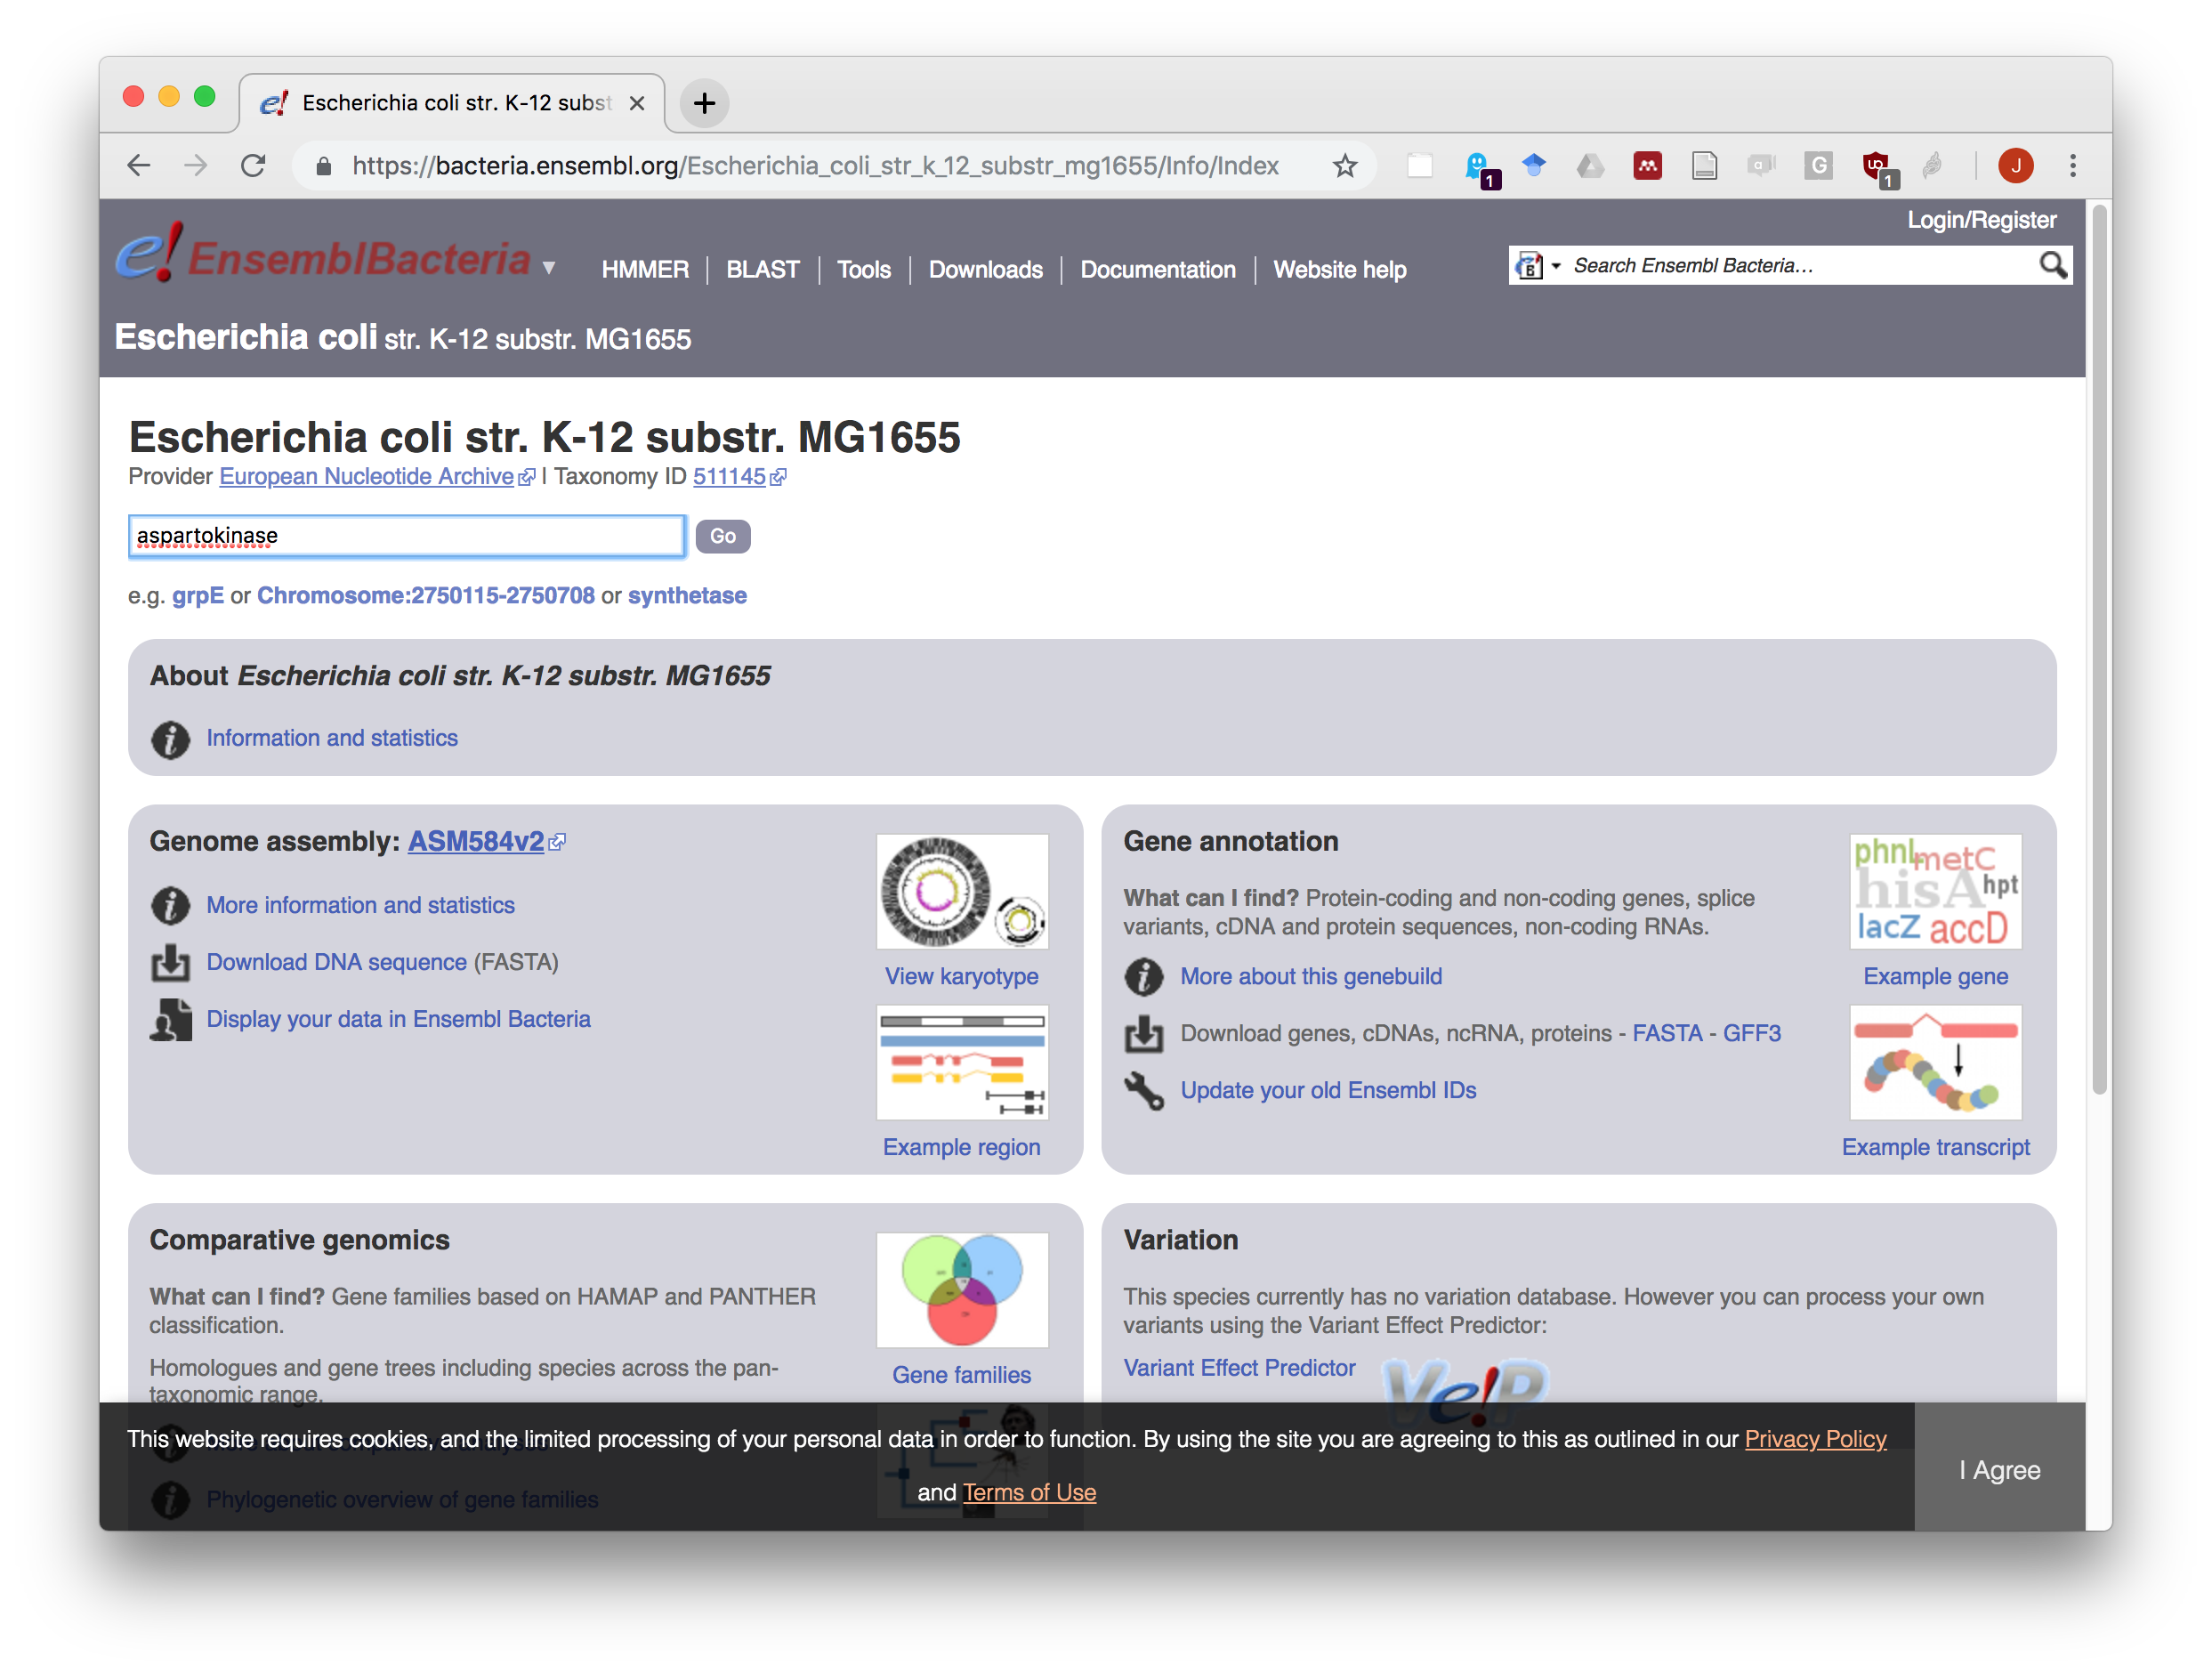 Escherichia coli str. K-12 subst
https://bacteria.ensembl.org/Escherichia_coli_str_k_12_substr_mg1655/Info/Index
1
a
G
1
J
Login/Register
e! EnsemblBacteria ▼ HMMER | BLAST | Tools | Downloads | Documentation | Website help
Search Ensembl Bacteria…
Escherichia coli str. K-12 substr. MG1655
Escherichia coli str. K-12 substr. MG1655
Provider European Nucleotide Archive | Taxonomy ID 511145
aspartokinase Go
e.g. grpE or Chromosome:2750115-2750708 or synthetase
About Escherichia coli str. K-12 substr. MG1655
Information and statistics
Genome assembly: ASM584v2
More information and statistics
Download DNA sequence (FASTA)
Display your data in Ensembl Bacteria
View karyotype
Example region
Gene annotation
What can I find? Protein-coding and non-coding genes, splice
variants, cDNA and protein sequences, non-coding RNAs.
More about this genebuild
Download genes, cDNAs, ncRNA, proteins - FASTA - GFF3
Update your old Ensembl IDs
phnL metC
hisA hpt
lacZ accD
Example gene
Example transcript
Comparative genomics
What can I find? Gene families based on HAMAP and PANTHER
classification.
Homologues and gene trees including species across the pan-
taxonomic range.
Phylogenetic overview of gene families
Gene families
Variation
This species currently has no variation database. However you can process your own
variants using the Variant Effect Predictor:
Variant Effect Predictor
Ve!P
This website requires cookies, and the limited processing of your personal data in order to function. By using the site you are agreeing to this as outlined in our Privacy Policy
and Terms of Use
I Agree